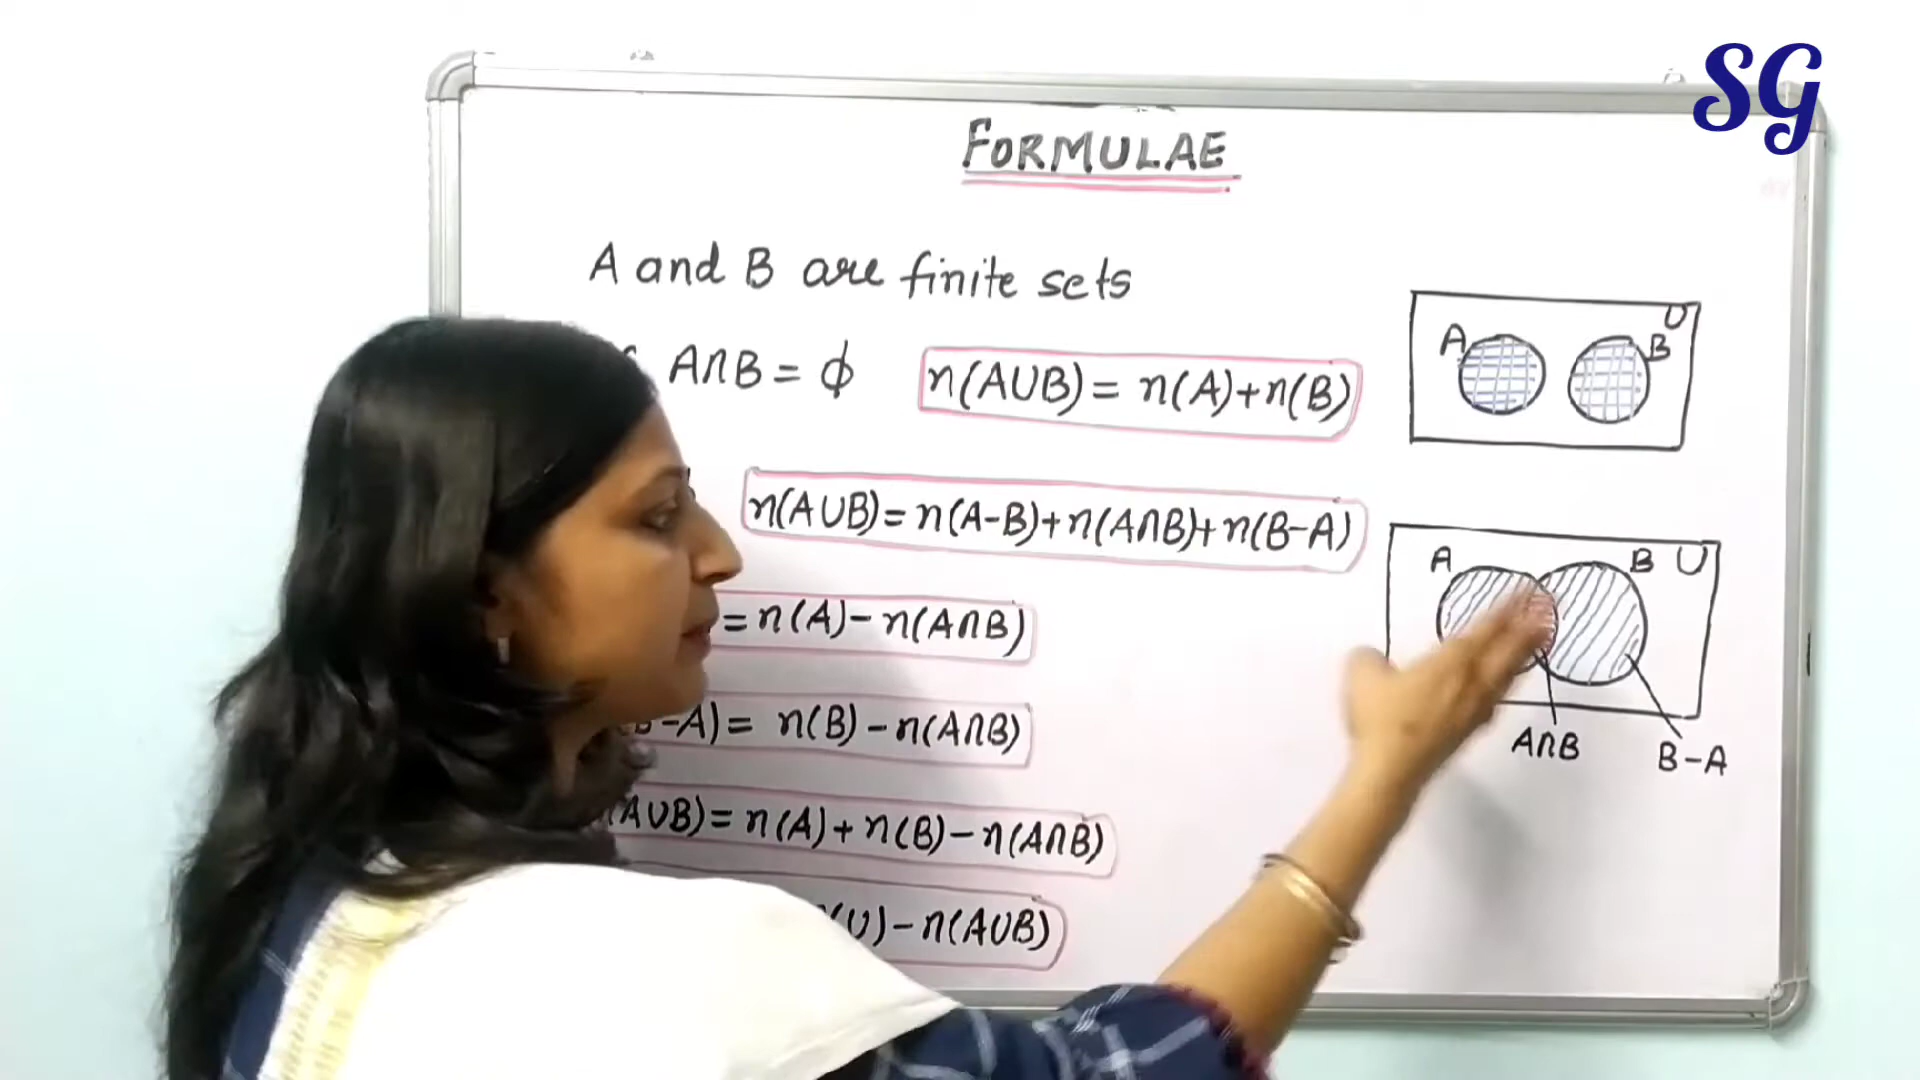 SG
FORMULAE
A and B are finite sets
A∩B = ϕ
n(A∪B) = n(A)+n(B)
A B U
n(A∪B) = n(A-B)+n(A∩B)+n(B-A)
A B U
= n(A) - n(A∩B)
B-A) = n(B) - n(A∩B)
A∩B
B-A
(A∪B) = n(A) + n(B) - n(A∩B)
(U) - n(A∪B)